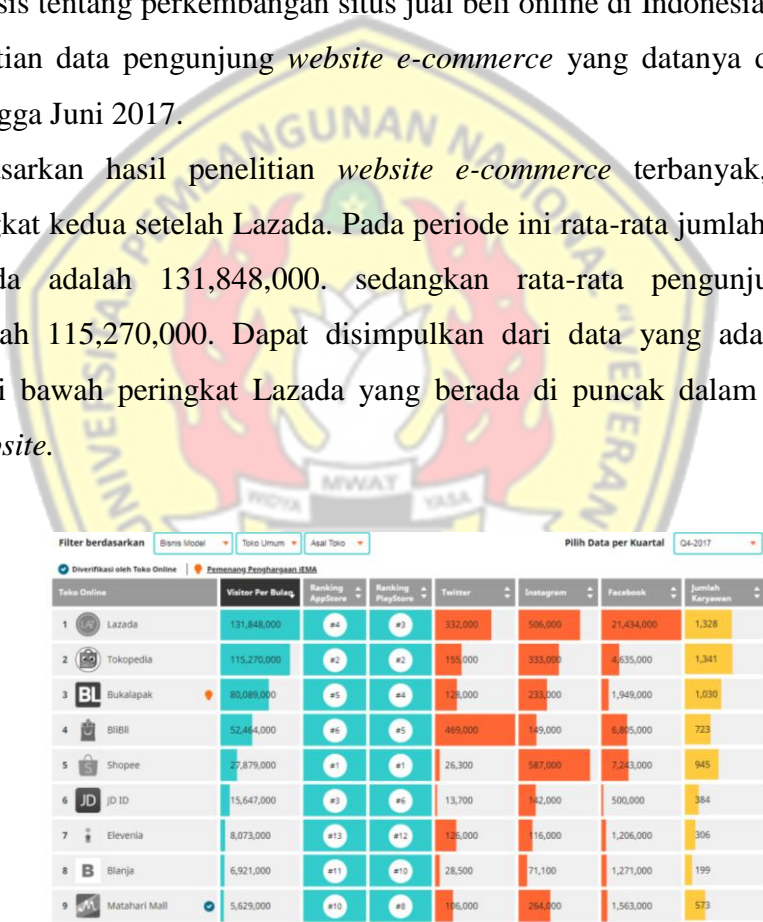 sis tentang perkembangan situs jual beli online di Indonesia
tian data pengunjung website e-commerce yang datanya d
gga Juni 2017.
sarkan hasil penelitian website e-commerce terbanyak,
gkat kedua setelah Lazada. Pada periode ini rata-rata jumlah
da adalah 131,848,000. sedangkan rata-rata pengunju
ah 115,270,000. Dapat disimpulkan dari data yang ada
i bawah peringkat Lazada yang berada di puncak dalam
bsite.
UNIVERSITAS PEMBANGUNAN NASIONAL "VETERAN
WIDYA MWAT YASA
Filter berdasarkan Bisnis Model Toko Umum Asal Toko Pilih Data per Kuartal Q4-2017
Diverifikasi oleh Toko Online Pemenang Penghargaan iEMA
Toko Online Visitor Per Bulan Ranking AppStore Ranking PlayStore Twitter Instagram Facebook Jumlah Karyawan
1 Lazada 131,848,000 #4 #3 332,000 506,000 21,434,000 1,328
2 Tokopedia 115,270,000 #2 #2 155,000 333,000 4,635,000 1,341
3 BL Bukalapak 80,089,000 #5 #4 128,000 233,000 1,949,000 1,030
4 BliBli 52,464,000 #6 #5 469,000 149,000 6,805,000 723
5 S Shopee 27,879,000 #1 #1 26,300 587,000 7,243,000 945
6 JD JD ID 15,647,000 #3 #6 13,700 142,000 500,000 384
7 Elevenia 8,073,000 #13 #12 126,000 116,000 1,206,000 306
8 B Blanja 6,921,000 #11 #10 28,500 71,100 1,271,000 199
9 M Matahari Mall 5,629,000 #10 #8 106,000 264,000 1,563,000 573